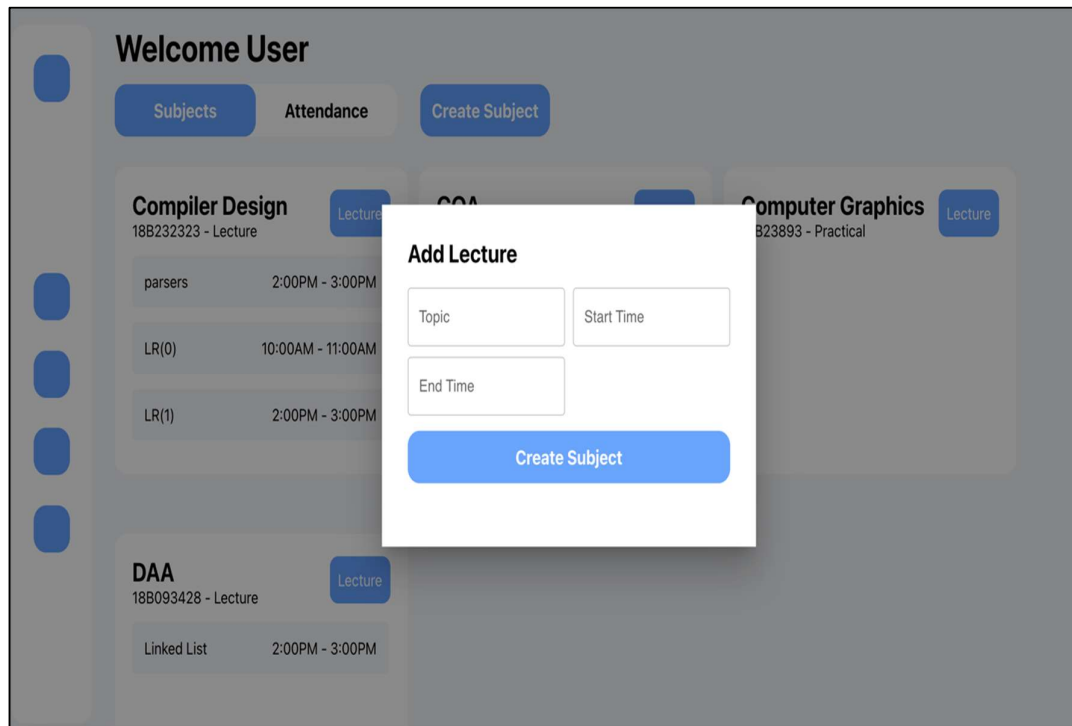 Welcome User
Subjects
Attendance
Create Subject
Compiler Design
18B232323 - Lecture
Lecture
parsers
2:00PM - 3:00PM
LR(0)
10:00AM - 11:00AM
LR(1)
2:00PM - 3:00PM
Computer Graphics
B23893 - Practical
Lecture
Add Lecture
Topic
Start Time
End Time
Create Subject
DAA
18B093428 - Lecture
Lecture
Linked List
2:00PM - 3:00PM